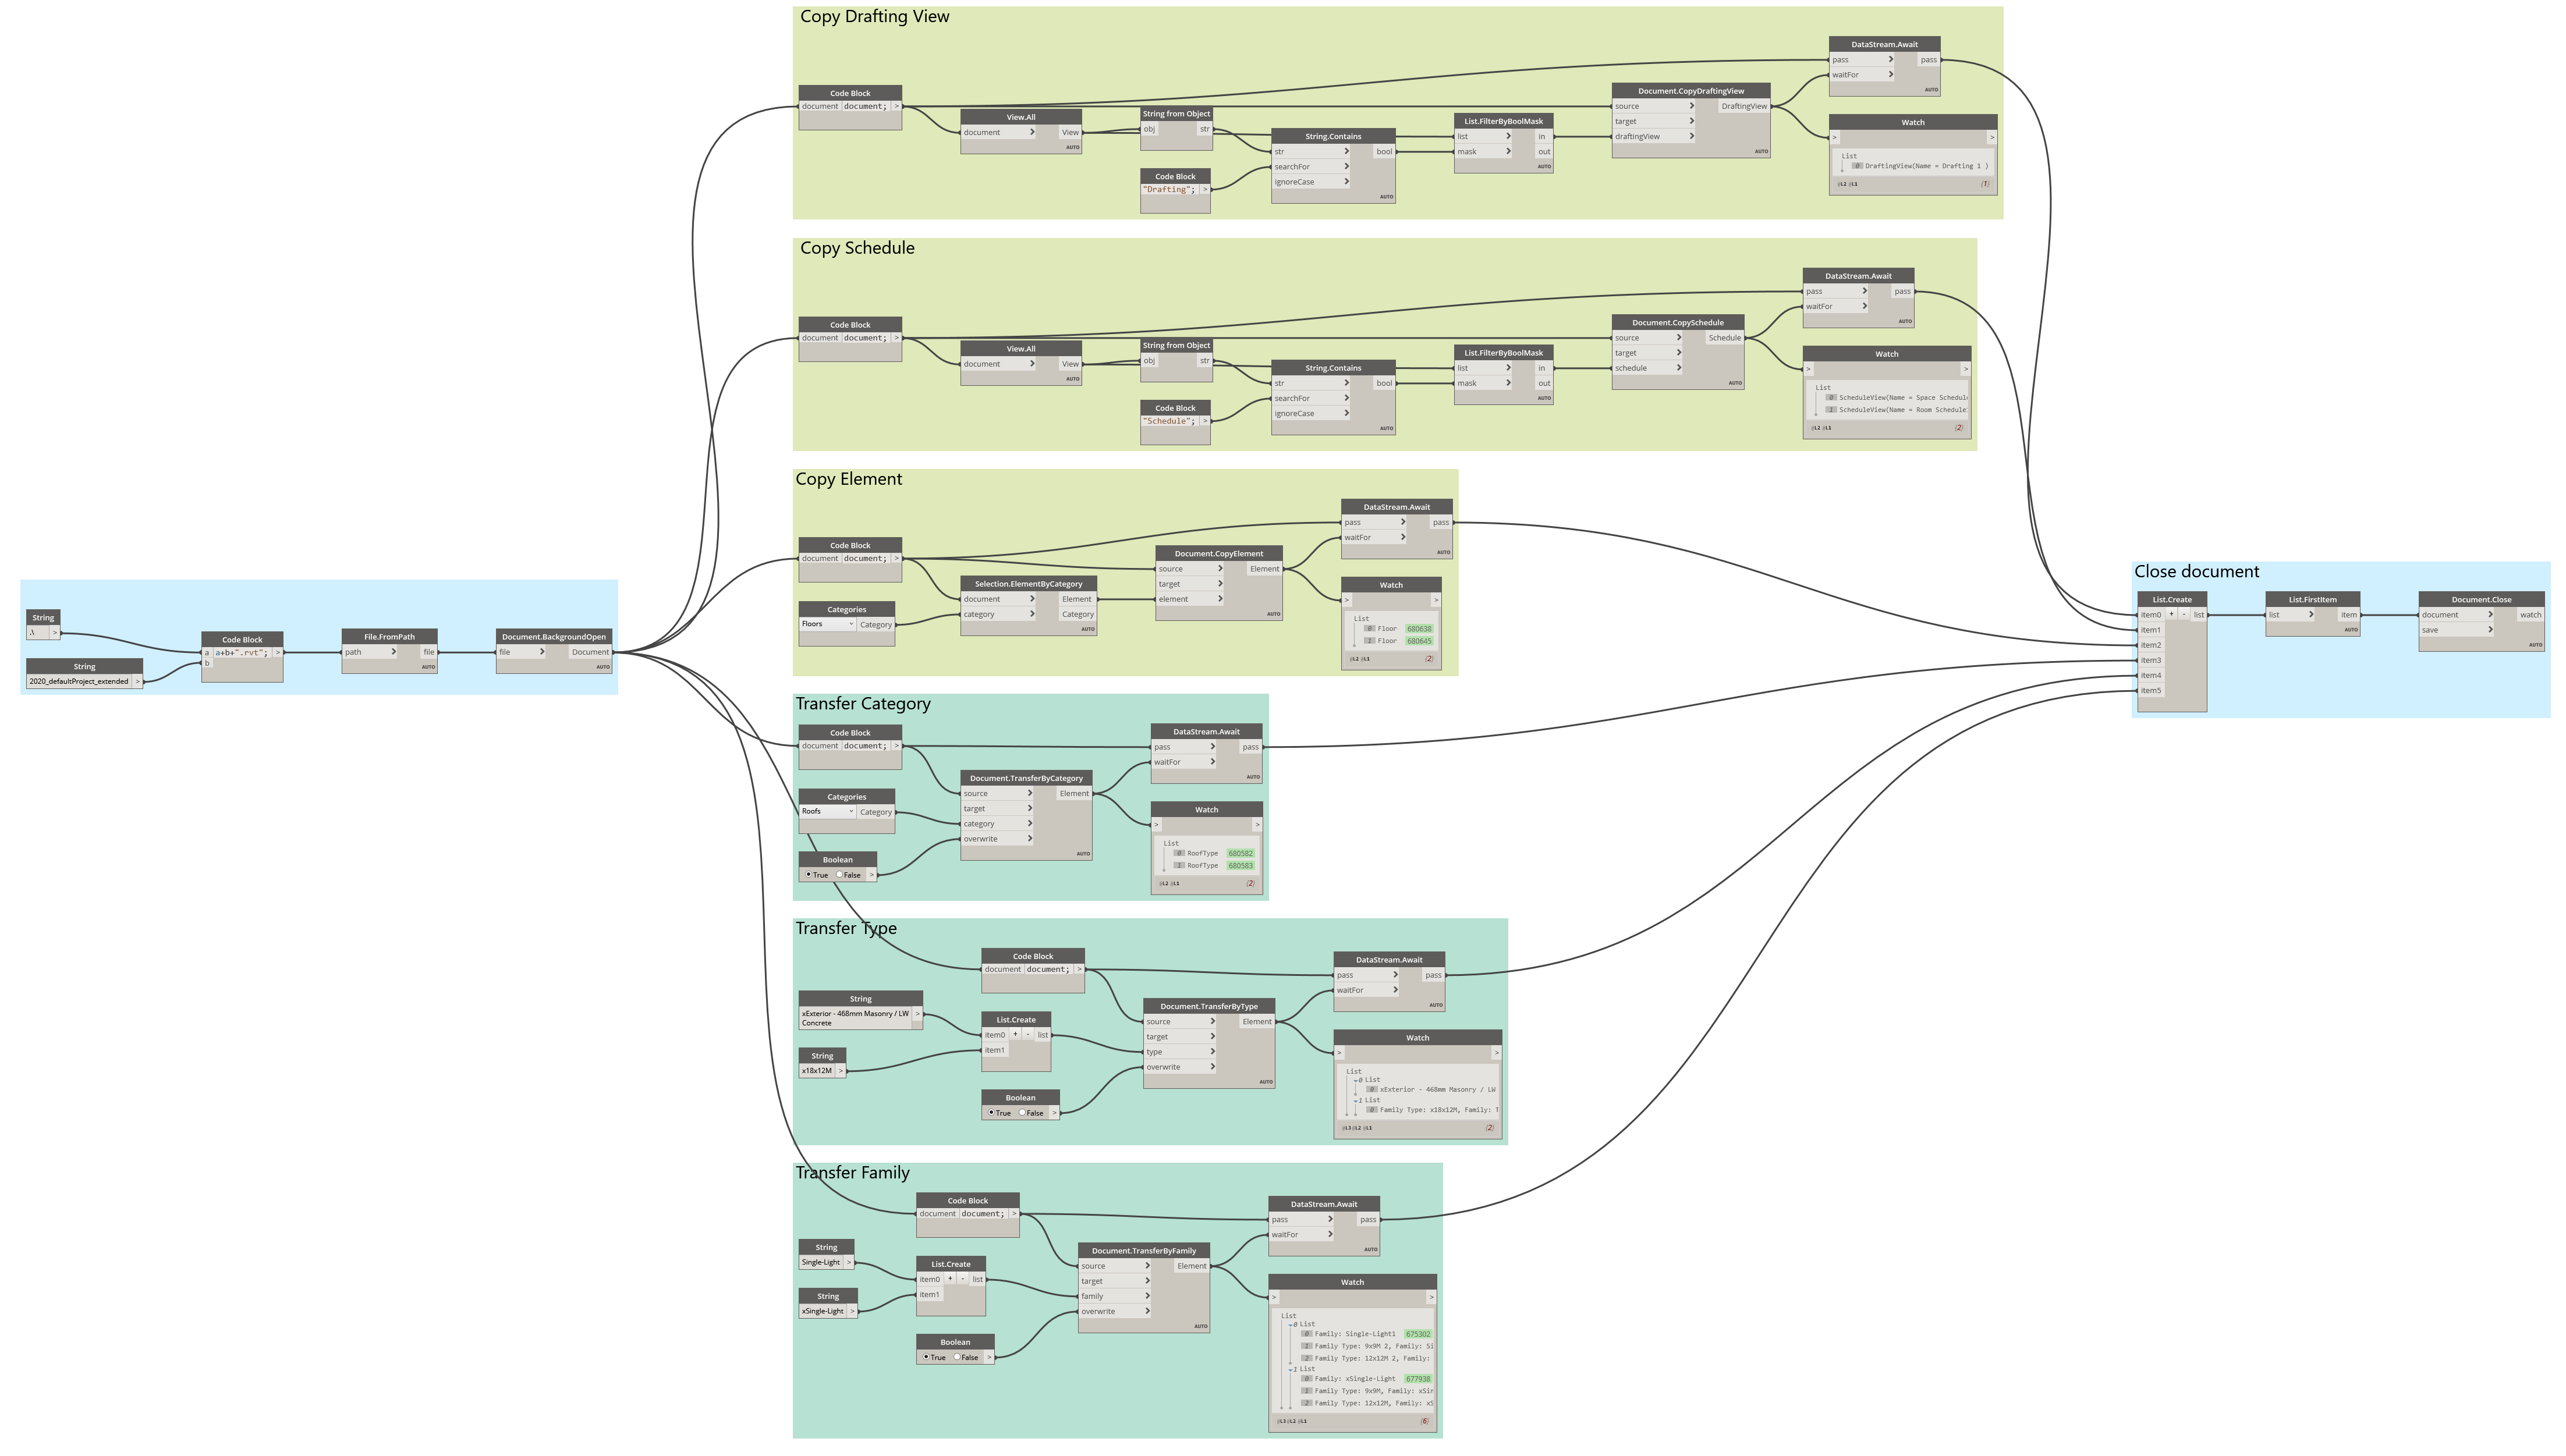 Copy Drafting View
Code Block
document document; >
View.All
document > View
AUTO
String from Object
obj str
Code Block
"Drafting"; >
String.Contains
str > bool
searchFor >
ignoreCase >
AUTO
List.FilterByBoolMask
list > in
mask > out
AUTO
Document.CopyDraftingView
source > DraftingView
target >
draftingView >
AUTO
DataStream.Await
pass > pass
waitFor >
AUTO
Watch
> >
List
0 DraftingView(Name = Drafting 1 )
@L2 @L1 {1}
Copy Schedule
Code Block
document document; >
View.All
document > View
AUTO
String from Object
obj str
Code Block
"Schedule"; >
String.Contains
str > bool
searchFor >
ignoreCase >
AUTO
List.FilterByBoolMask
list > in
mask > out
AUTO
Document.CopySchedule
source > Schedule
target >
schedule >
AUTO
DataStream.Await
pass > pass
waitFor >
AUTO
Watch
> >
List
0 ScheduleView(Name = Space Schedul
1 ScheduleView(Name = Room Schedule
@L2 @L1 {2}
Copy Element
Code Block
document document; >
Categories
Floors Category
Selection.ElementByCategory
document > Element
category > Category
AUTO
Document.CopyElement
source > Element
target >
element >
AUTO
DataStream.Await
pass > pass
waitFor >
AUTO
Watch
> >
List
0 Floor 680638
1 Floor 680645
@L2 @L1 {2}
String
.\ >
String
2020_defaultProject_extended >
Code Block
a a+b+".rvt"; >
b
File.FromPath
path > file
AUTO
Document.BackgroundOpen
file > Document
AUTO
Transfer Category
Code Block
document document; >
Categories
Roofs Category
Boolean
True False >
Document.TransferByCategory
source > Element
target >
category >
overwrite >
AUTO
DataStream.Await
pass > pass
waitFor >
AUTO
Watch
> >
List
0 RoofType 680582
1 RoofType 680583
@L2 @L1 {2}
Transfer Type
Code Block
document document; >
String
xExterior - 468mm Masonry / LW
Concrete >
String
x18x12M >
List.Create
item0 + - list
item1
Boolean
True False >
Document.TransferByType
source > Element
target >
type >
overwrite >
AUTO
DataStream.Await
pass > pass
waitFor >
AUTO
Watch
> >
List
0 List
0 xExterior - 468mm Masonry / LW
1 List
0 Family Type: x18x12M, Family: T
@L3 @L2 @L1 {2}
Transfer Family
Code Block
document document; >
String
Single-Light >
String
xSingle-Light >
List.Create
item0 + - list
item1
Boolean
True False >
Document.TransferByFamily
source > Element
target >
family >
overwrite >
AUTO
DataStream.Await
pass > pass
waitFor >
AUTO
Watch
> >
List
0 List
0 Family: Single-Light1 675302
1 Family Type: 9x9M 2, Family: Si
2 Family Type: 12x12M 2, Family:
1 List
0 Family: xSingle-Light 677938
1 Family Type: 9x9M, Family: xSin
2 Family Type: 12x12M, Family: xS
@L3 @L2 @L1 {6}
Close document
List.Create
item0 + - list
item1
item2
item3
item4
item5
List.FirstItem
list > item
AUTO
Document.Close
document > watch
save >
AUTO